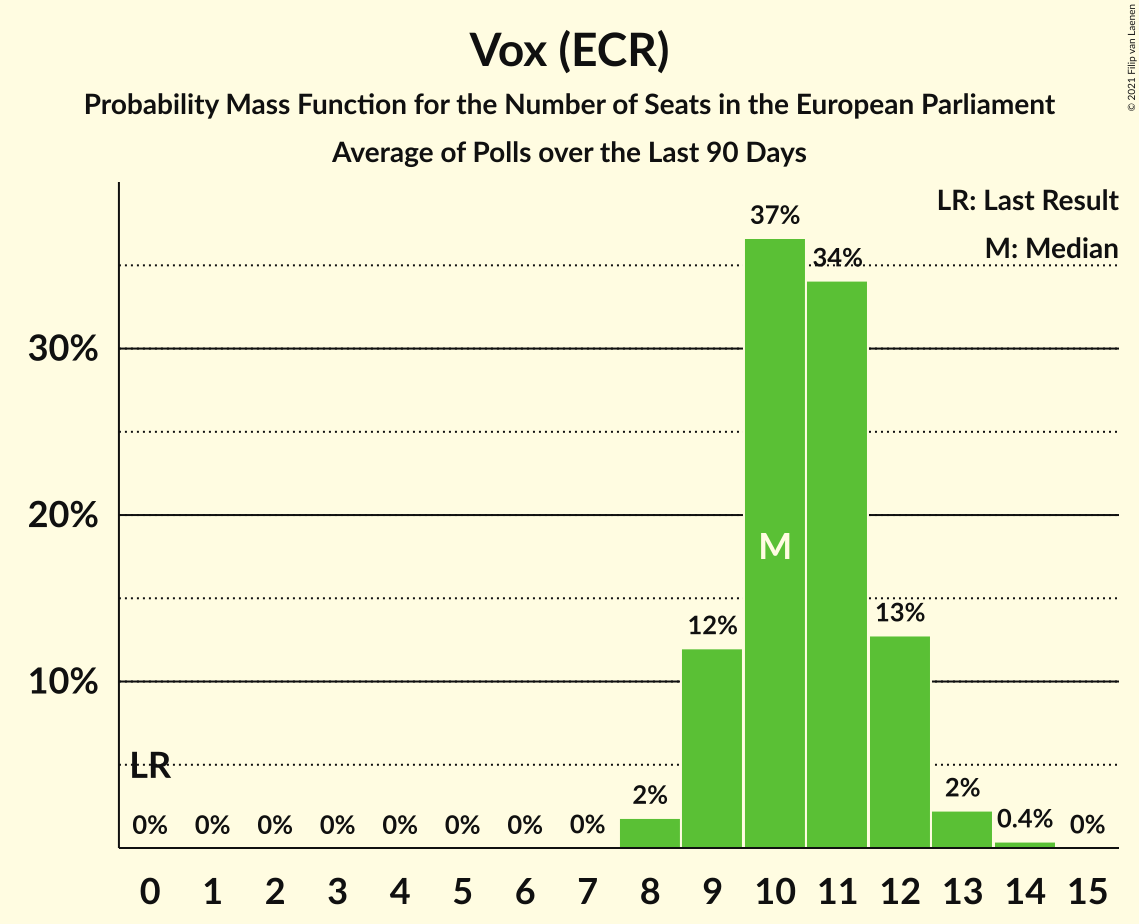 Vox (ECR)
Probability Mass Function for the Number of Seats in the European Parliament
Average of Polls over the Last 90 Days
© 2021 Filip van Laenen
LR: Last Result
M: Median
30%
20%
10%
LR
M
0% 0% 0% 0% 0% 0% 0% 0% 2% 12% 37% 34% 13% 2% 0.4% 0%
0 1 2 3 4 5 6 7 8 9 10 11 12 13 14 15